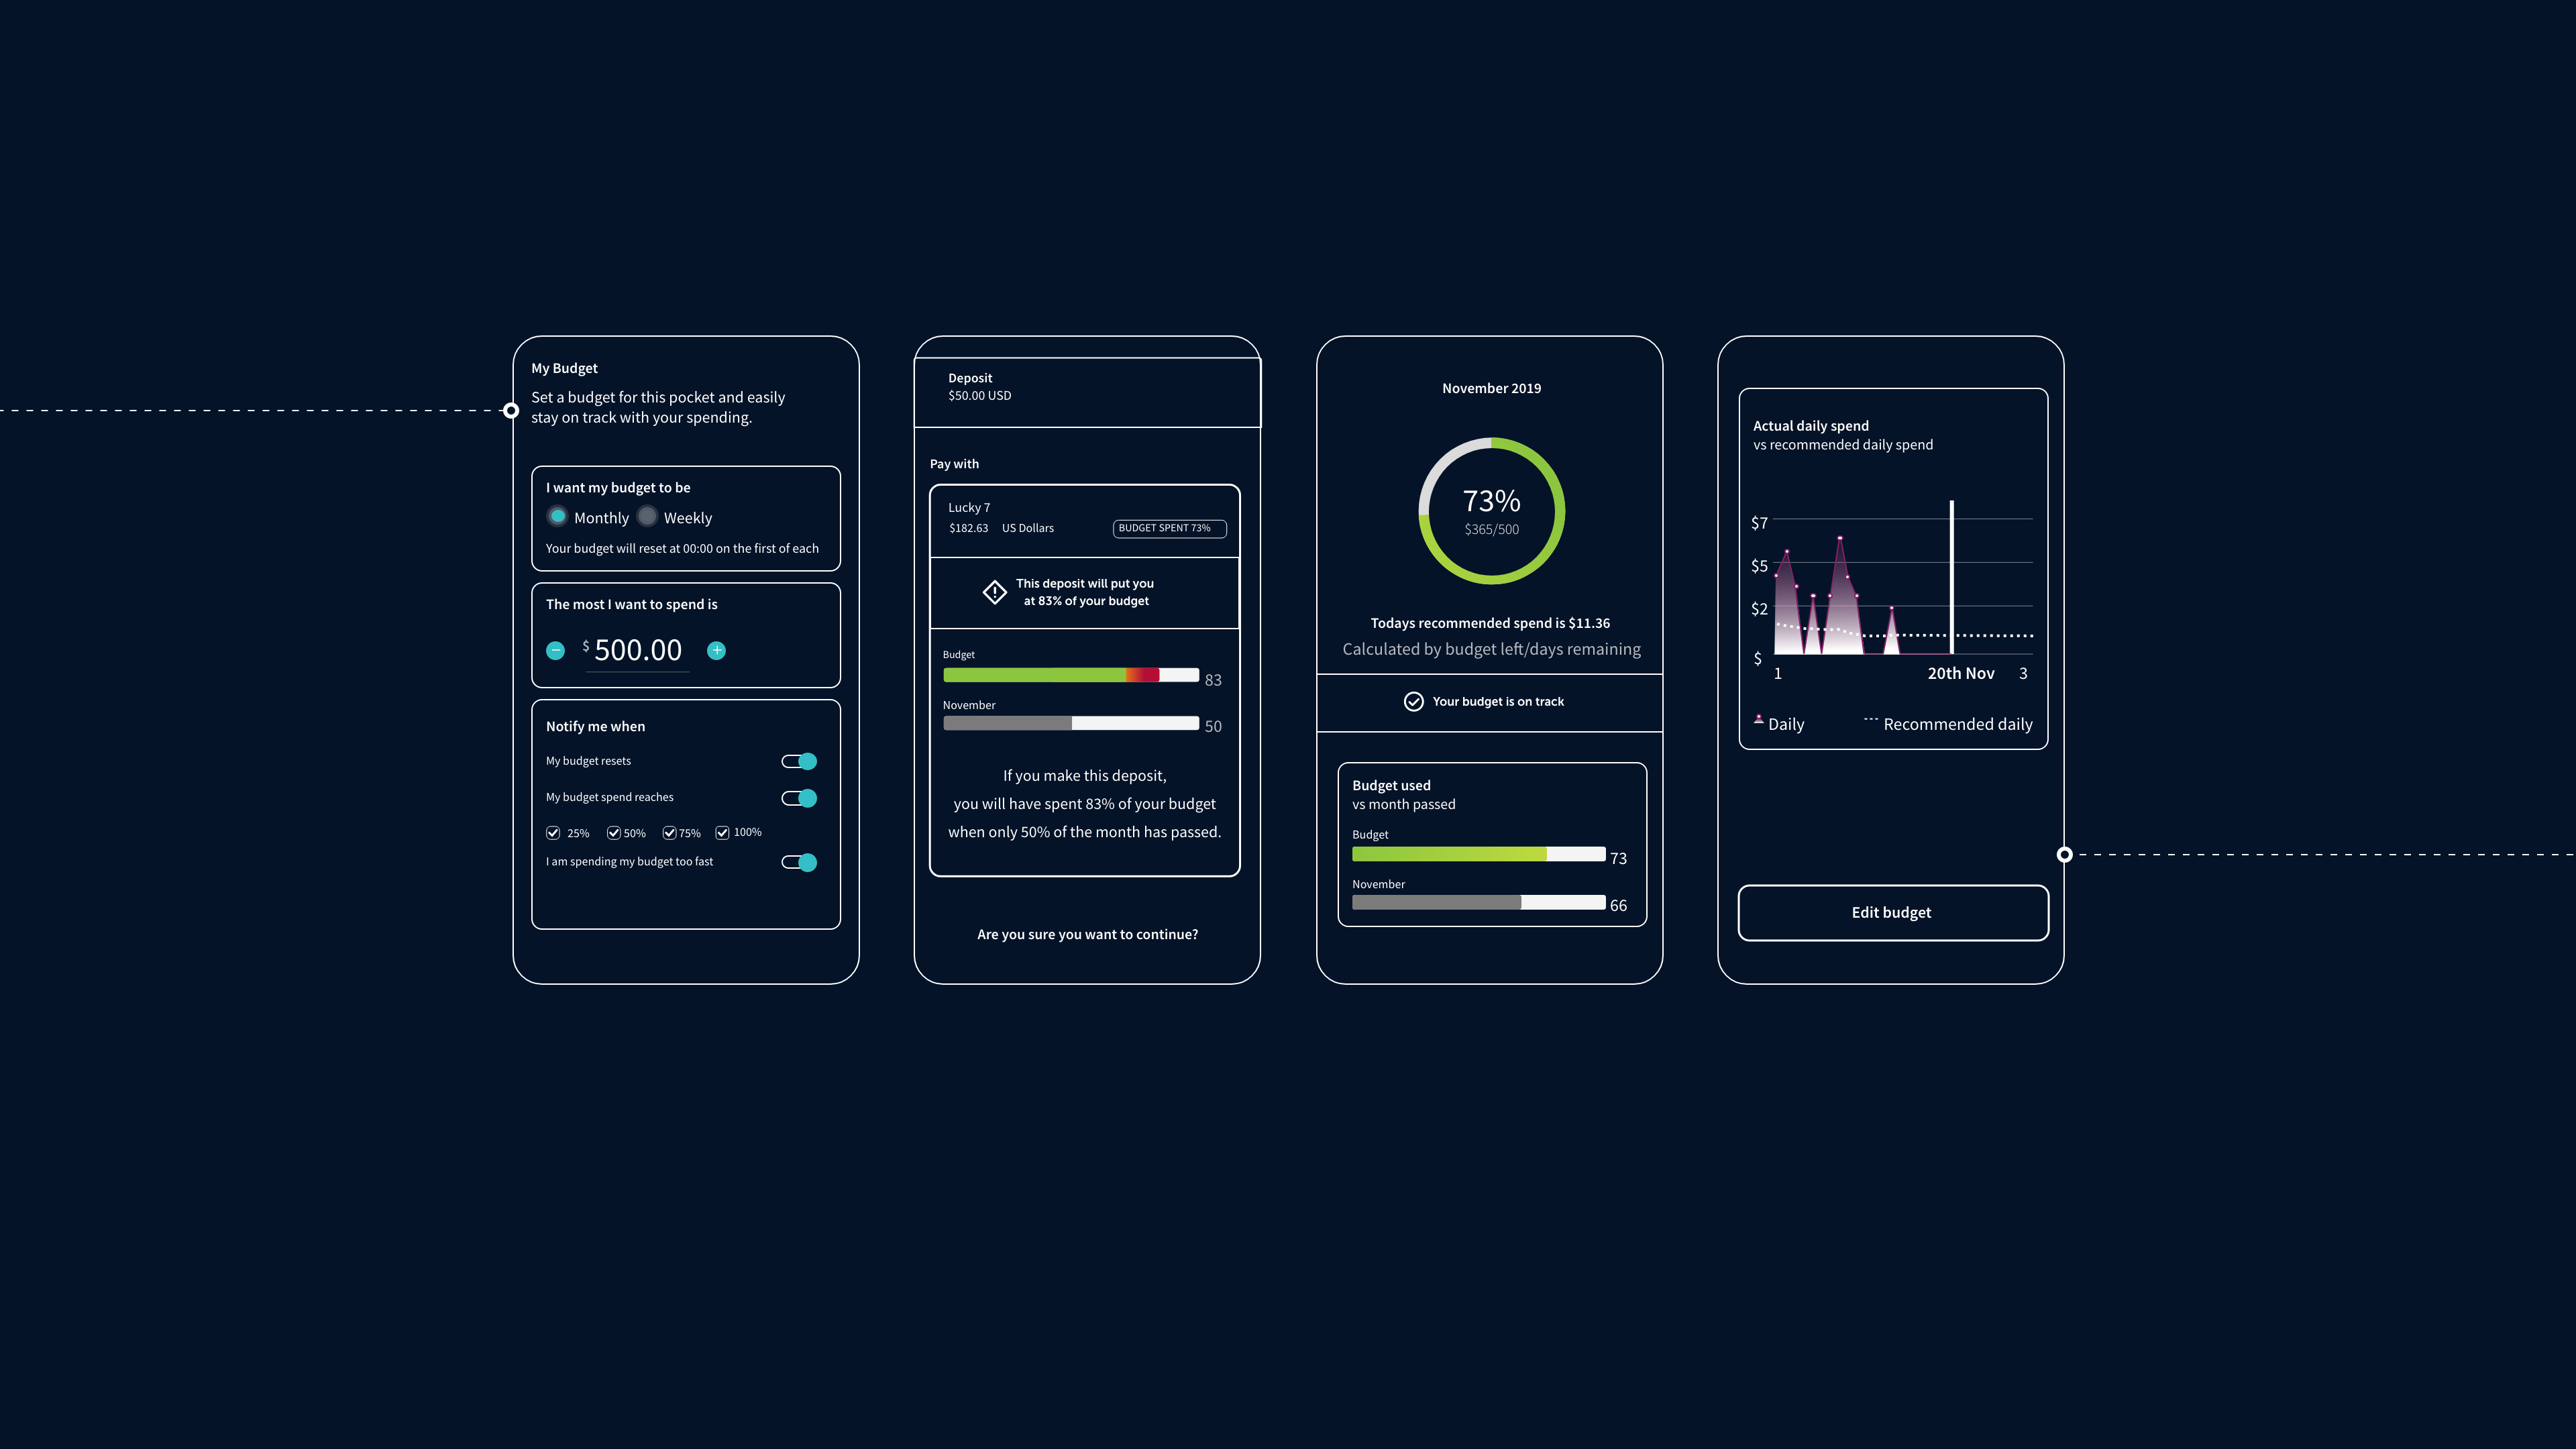 My Budget
Set a budget for this pocket and easily
stay on track with your spending.
I want my budget to be
Monthly Weekly
Your budget will reset at 00:00 on the first of each
The most I want to spend is
$ 500.00
Notify me when
My budget resets
My budget spend reaches
25% 50% 75% 100%
I am spending my budget too fast
Deposit
$50.00 USD
Pay with
Lucky 7
$182.63 US Dollars BUDGET SPENT 73%
This deposit will put you
at 83% of your budget
Budget
83
November
50
If you make this deposit,
you will have spent 83% of your budget
when only 50% of the month has passed.
Are you sure you want to continue?
November 2019
73%
$365/500
Todays recommended spend is $11.36
Calculated by budget left/days remaining
Your budget is on track
Budget used
vs month passed
Budget
73
November
66
Actual daily spend
vs recommended daily spend
$7
$5
$2
$
1 20th Nov 3
Daily Recommended daily
Edit budget